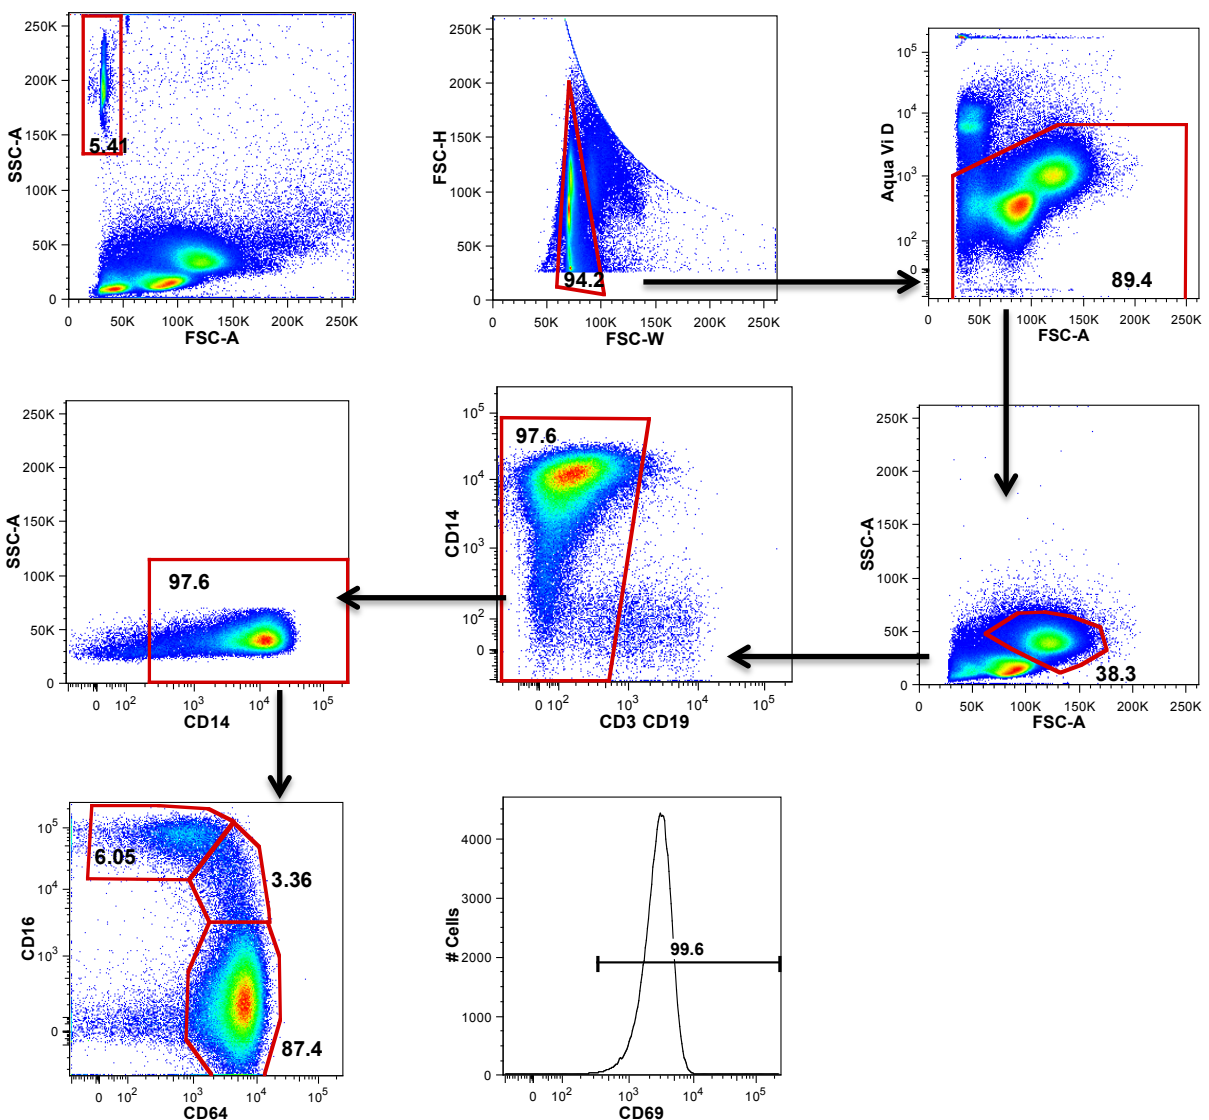 250K
200K
150K
100K
50K
0
SSC-A
5.41
0 50K 100K 150K 200K 250K
FSC-A
250K
200K
150K
100K
50K
0
FSC-H
94.2
0 50K 100K 150K 200K 250K
FSC-W
10^5
10^4
10^3
10^2
0
Aqua Vi D
89.4
0 50K 100K 150K 200K 250K
FSC-A
250K
200K
150K
100K
50K
0
SSC-A
97.6
0 10^2 10^3 10^4 10^5
CD14
10^5
10^4
10^3
10^2
0
CD14
97.6
0 10^2 10^3 10^4 10^5
CD3 CD19
250K
200K
150K
100K
50K
0
SSC-A
38.3
0 50K 100K 150K 200K 250K
FSC-A
10^5
10^4
10^3
0
CD16
6.05
3.36
87.4
0 10^2 10^3 10^4 10^5
CD64
4000
3000
2000
1000
0
# Cells
99.6
0 10^2 10^3 10^4 10^5
CD69